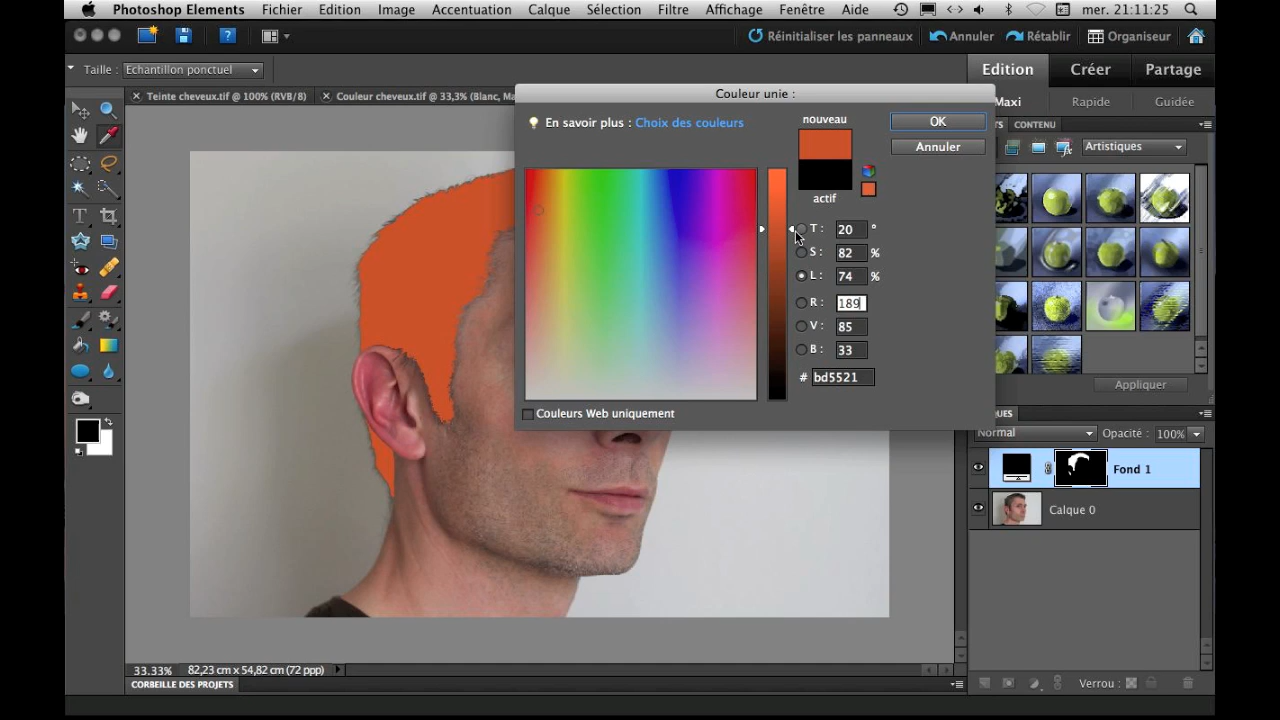 Photoshop Elements Fichier Edition Image Accentuation Calque Sélection Filtre Affichage Fenêtre Aide mer. 21:11:25
Réinitialiser les panneaux Annuler Rétablir Organiseur
Taille : Echantillon ponctuel
Edition Créer Partage
Maxi Rapide Guidée
Teinte cheveux.tif @ 100% (RVB/8) Couleur cheveux.tif @ 33,3% (Blanc, Ma
Couleur unie :
TS CONTENU
En savoir plus : Choix des couleurs
nouveau
OK
Annuler
Artistiques
actif
T : 20 °
S : 82 %
L : 74 %
R : 189
V : 85
B : 33
# bd5521
Couleurs Web uniquement
Appliquer
QUES
Normal Opacité : 100%
Fond 1
Calque 0
33.33% 82,23 cm x 54,82 cm (72 ppp)
CORBEILLE DES PROJETS
Verrou :